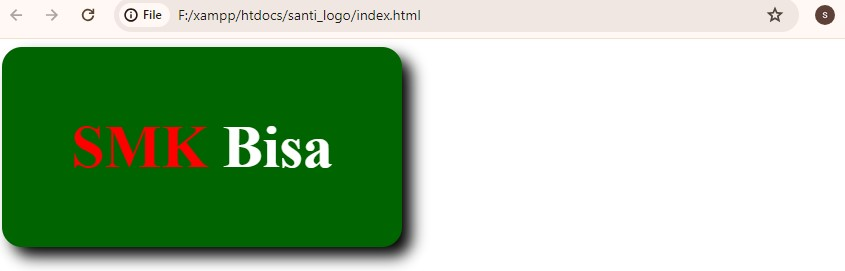 File F:/xampp/htdocs/santi_logo/index.html s
SMK Bisa